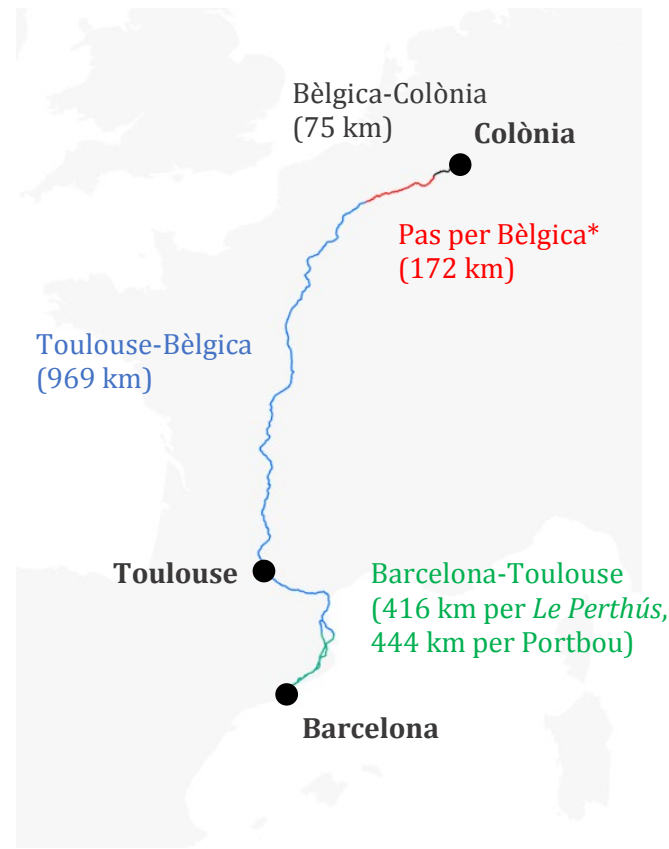 Bèlgica-Colònia
(75 km)
Colònia
Pas per Bèlgica*
(172 km)
Toulouse-Bèlgica
(969 km)
Toulouse
Barcelona-Toulouse
(416 km per Le Perthús,
444 km per Portbou)
Barcelona